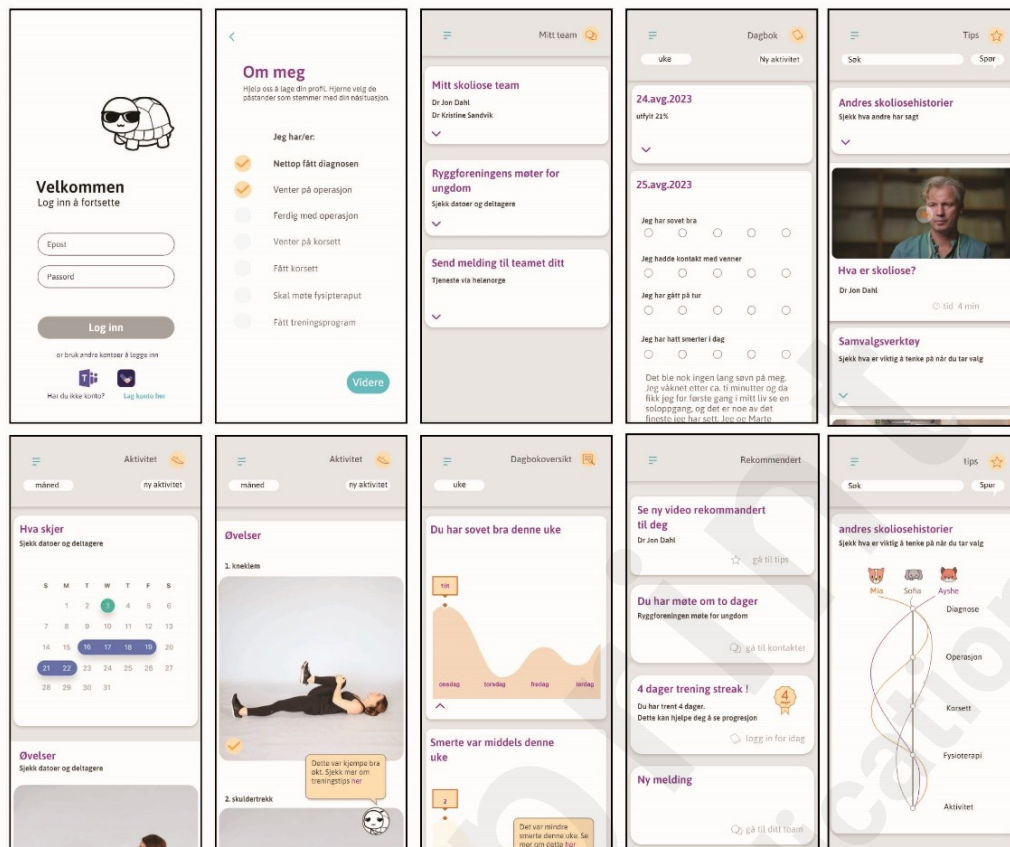 Velkommen
Log inn å fortsette
Epost
Passord
Log inn
or bruk andre kontoer å logge inn
Har du ikke konto?
Lag konto her
Om meg
Hjelp oss å lage din profil. Hjerne velg de
påstander som stemmer med din nåsituasjon.
Jeg har/er:
Nettop fått diagnosen
Venter på operasjon
Ferdig med operasjon
Venter på korsett
Fått korsett
Skal møte fysipteraput
Fått treningsprogram
Videre
Mitt team
Mitt skoliose team
Dr Jon Dahl
Dr Kristine Sandvik
Ryggforeningens møter for
ungdom
Sjekk datoer og deltagere
Send melding til teamet ditt
Tjeneste via helenorge
Dagbok
uke
Ny aktivitet
24.avg.2023
utfylt 21%
25.avg.2023
Jeg har sovet bra
Jeg hadde kontakt med venner
Jeg har gått på tur
Jeg har hatt smerter i dag
Det ble nok ingen lang søvn på meg.
Jeg våknet etter ca. ti minutter og da
fikk jeg for første gang i mitt liv se en
soloppgang, og det er noe av det
fineste jeg har sett. Jeg og Marte
Tips
Søk
Spør
Andres skoliosehistorier
Sjekk hva andre har sagt
Hva er skoliose?
Dr Jon Dahl
tid 4 min
Samvalgsverktøy
Sjekk hva er viktig å tenke på når du tar valg
Aktivitet
måned
ny aktivitet
Hva skjer
Sjekk datoer og deltagere
S M T W T F S
1 2 3 4 5 6
7 8 9 10 11 12 13
14 15 16 17 18 19 20
21 22 23 24 25 26 27
28 29 30 31
Øvelser
Sjekk datoer og deltagere
Aktivitet
måned
ny aktivitet
Øvelser
1. kneklem
Dette var kjempe bra
økt. Sjekk mer om
treningstips her
2. skuldertrekk
Dagbokoversikt
uke
Du har sovet bra denne uke
10t
onsdag torsdag fredag lørdag
Smerte var middels denne
uke
2
Det var mindre
smerte denne uke. Se
mer om dette her
Rekommendert
Se ny video rekommandert
til deg
Dr Jon Dahl
gå til tips
Du har møte om to dager
Ryggforeningen møte for ungdom
gå til kontakter
4 dager trening streak !
4
Du har trent 4 dager.
Dette kan hjelpe deg å se progresjon
logg in for idag
Ny melding
gå til ditt team
tips
Søk
Spør
andres skoliosehistorier
Sjekk hva er viktig å tenke på når du tar valg
Mia Sofia Ayshe
Diagnose
Operasjon
Korsett
Fysioterapi
Aktivitet